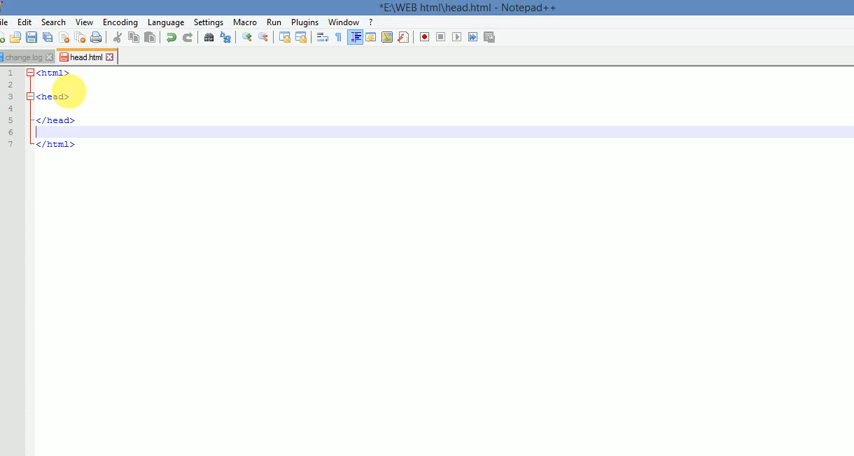 *E:\WEB html\head.html - Notepad++
ile Edit Search View Encoding Language Settings Macro Run Plugins Window ?
change.log head.html
1 <html>
2
3 <head>
4
5 </head>
6
7 </html>